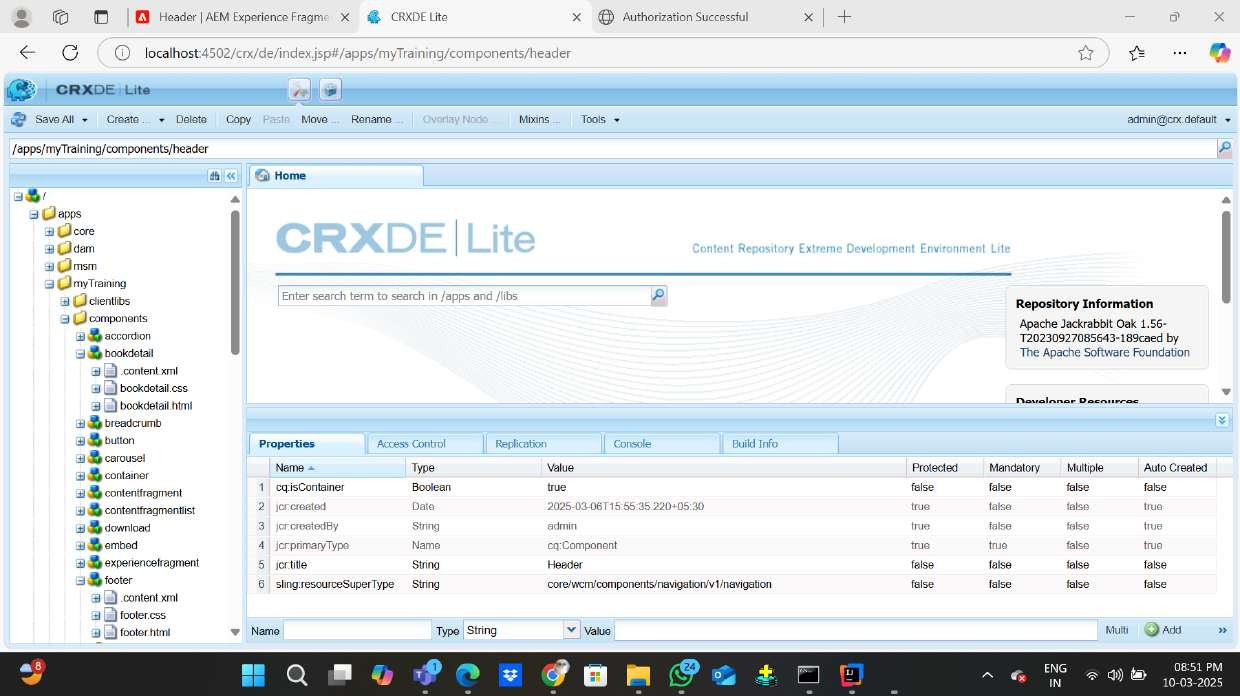 Header | AEM Experience Fragme
CRXDE Lite
Authorization Successful
localhost:4502/crx/de/index.jsp#/apps/myTraining/components/header
CRXDE | Lite
Save All
Create ...
Delete
Copy
Paste
Move ...
Rename ...
Overlay Node ...
Mixins ...
Tools
admin@crx.default
/apps/myTraining/components/header
/
apps
core
dam
msm
myTraining
clientlibs
components
accordion
bookdetail
.content.xml
bookdetail.css
bookdetail.html
breadcrumb
button
carousel
container
contentfragment
contentfragmentlist
download
embed
experiencefragment
footer
.content.xml
footer.css
footer.html
Home
CRXDE | Lite
Content Repository Extreme Development Environment Lite
Enter search term to search in /apps and /libs
Repository Information
Apache Jackrabbit Oak 1.56-
T20230927085643-189caed by
The Apache Software Foundation
Developer Resources
Properties
Access Control
Replication
Console
Build Info
Name Type Value Protected Mandatory Multiple Auto Created
1 cq:isContainer Boolean true false false false false
2 jcr:created Date 2025-03-06T15:55:35.220+05:30 true false false true
3 jcr:createdBy String admin true false false true
4 jcr:primaryType Name cq:Component true true false true
5 jcr:title String Header false false false false
6 sling:resourceSuperType String core/wcm/components/navigation/v1/navigation false false false false
Name Type String Value Multi Add
8
1
24
ENG
IN
08:51 PM
10-03-2025